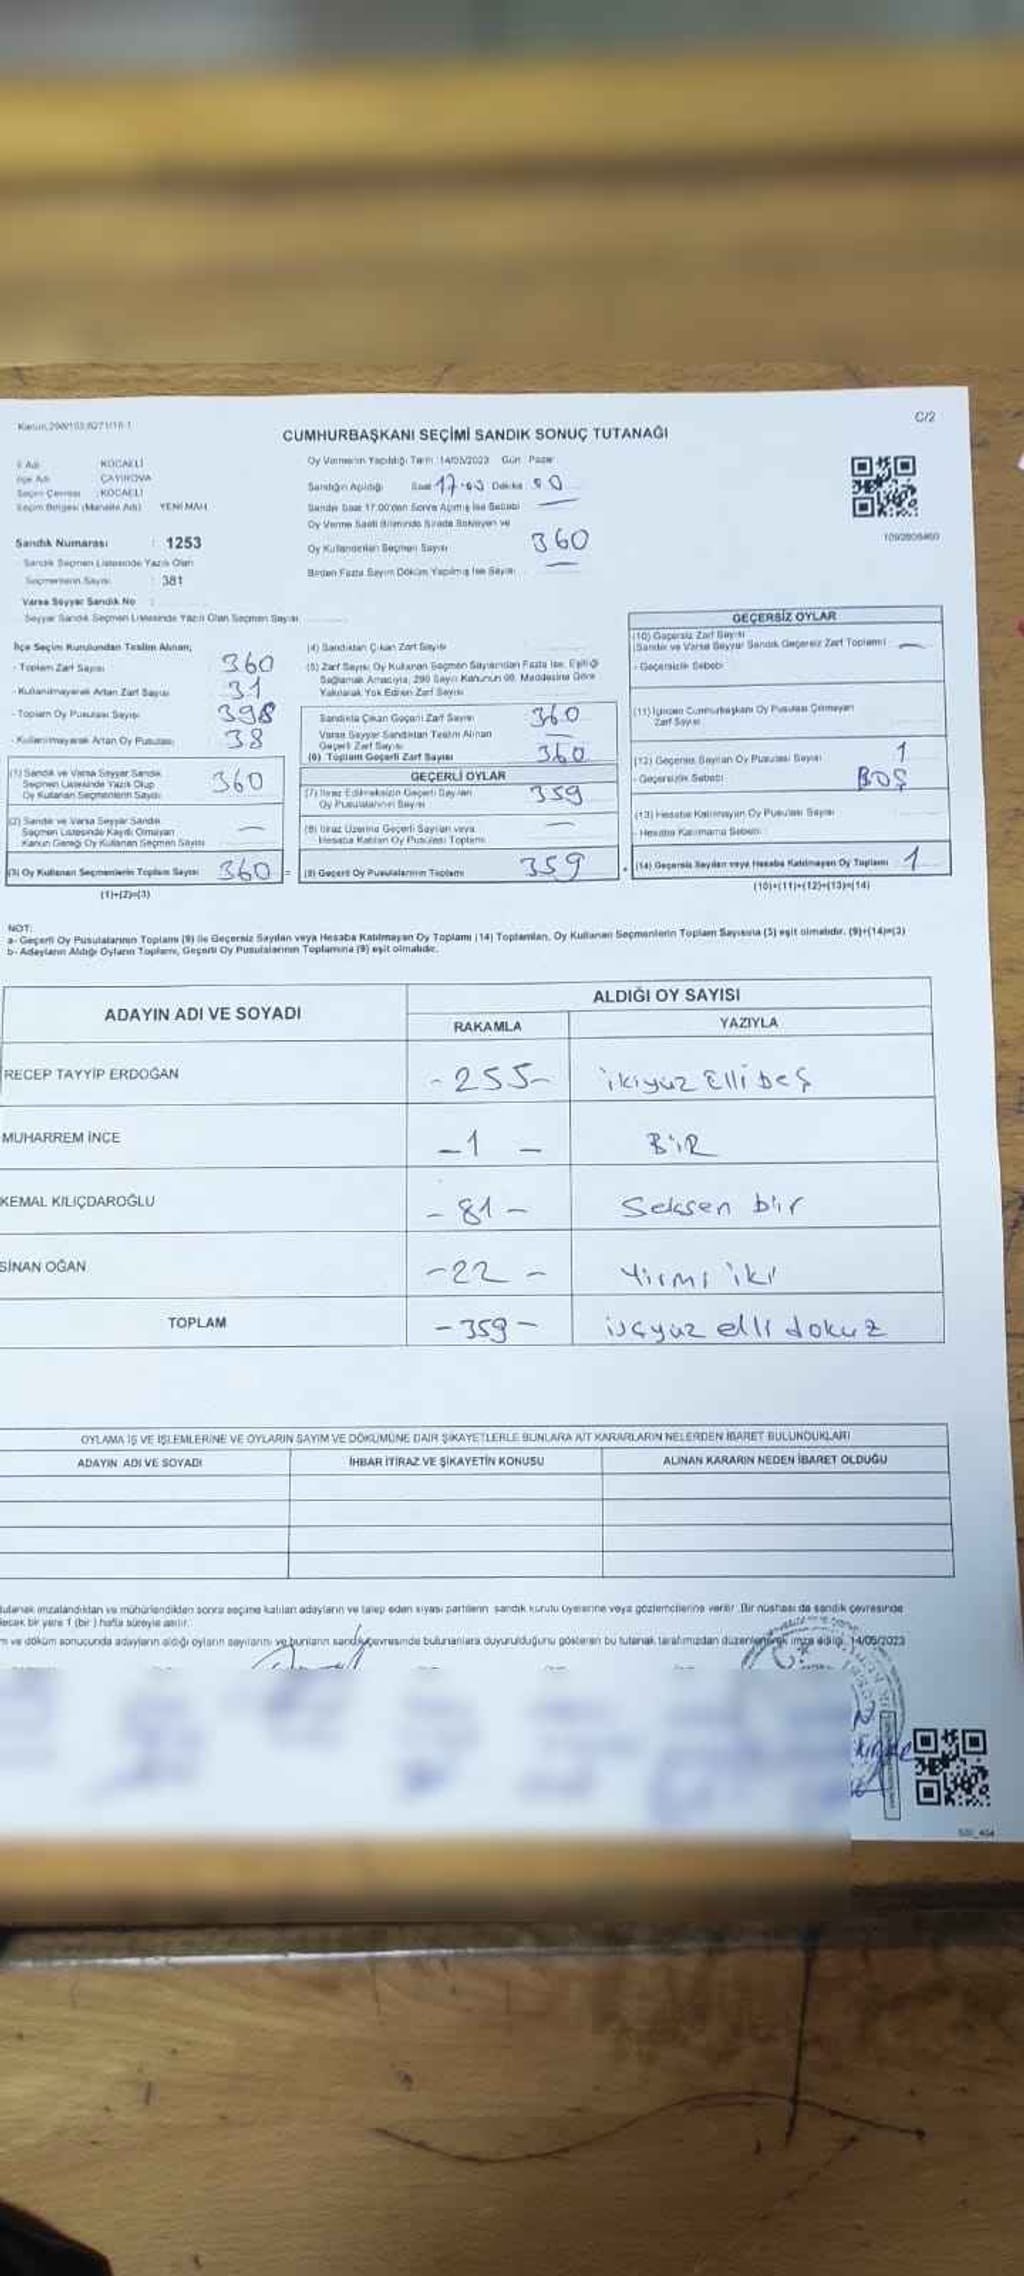 C/2
CUMHURBAŞKANI SEÇİMİ SANDIK SONUÇ TUTANAĞI
İl Adı : KOCAELİ
İlçe Adı : ÇAYIROVA
Seçim Çevresi : KOCAELİ
Seçim Bölgesi (Mahalle Adı) YENİ MAH.
Sandık Numarası : 1253
Sandık Seçmen Listesinde Yazılı Olan
Seçmenlerin Sayısı : 381
Varsa Seyyar Sandık No :
Seyyar Sandık Seçmen Listesinde Yazılı Olan Seçmen Sayısı
Oy Vermenin Yapıldığı Tarih :14/05/2023 Gün : Pazar
Sandığın Açıldığı Saat 17.00 Dakika 00
Sandık Saat 17.00'den Sonra Açılmış İse Sebebi
Oy Verme Saati Bitiminde Sırada Bekleyen ve
Oy Kullandırılan Seçmen Sayısı 360
Birden Fazla Sayım Döküm Yapılmış İse Sayısı
İlçe Seçim Kurulundan Teslim Alınan;
- Toplam Zarf Sayısı 360
- Kullanılmayarak Artan Zarf Sayısı 31
- Toplam Oy Pusulası Sayısı 398
- Kullanılmayarak Artan Oy Pusulası 38
(1) Sandık ve Varsa Seyyar Sandık
Seçmen Listesinde Yazılı Olup
Oy Kullanan Seçmenlerin Sayısı 360
(2) Sandık ve Varsa Seyyar Sandık
Seçmen Listesinde Kaydı Olmayan
Kanun Gereği Oy Kullanan Seçmen Sayısı —
(3) Oy Kullanan Seçmenlerin Toplam Sayısı 360 =
(1)+(2)=(3)
(4) Sandıktan Çıkan Zarf Sayısı
(5) Zarf Sayısı Oy Kullanan Seçmen Sayısından Fazla İse, Eşitliği
Sağlamak Amacıyla, 298 Sayılı Kanunun 98. Maddesine Göre
Yakılarak Yok Edilen Zarf Sayısı
Sandıkta Çıkan Geçerli Zarf Sayısı 360
Varsa Seyyar Sandıktan Teslim Alınan
Geçerli Zarf Sayısı —
(6) Toplam Geçerli Zarf Sayısı 360
GEÇERLİ OYLAR
(7) İtiraz Edilmeksizin Geçerli Sayılan
Oy Pusulalarının Sayısı 359
(8) İtiraz Üzerine Geçerli Sayılan veya
Hesaba Katılan Oy Pusulası Toplamı —
(9) Geçerli Oy Pusulalarının Toplamı 359 +
GEÇERSİZ OYLAR
(10) Geçersiz Zarf Sayısı
(Sandık ve Varsa Seyyar Sandık Geçersiz Zarf Toplamı) —
- Geçersizlik Sebebi
(11) İçinden Cumhurbaşkanı Oy Pusulası Çıkmayan
Zarf Sayısı
(12) Geçersiz Sayılan Oy Pusulası Sayısı 1
- Geçersizlik Sebebi BOŞ
(13) Hesaba Katılmayan Oy Pusulası Sayısı
- Hesaba Katılmama Sebebi
(14) Geçersiz Sayılan veya Hesaba Katılmayan Oy Toplamı 1
(10)+(11)+(12)+(13)=(14)
NOT:
a- Geçerli Oy Pusulalarının Toplamı (9) ile Geçersiz Sayılan veya Hesaba Katılmayan Oy Toplamı (14) Toplamları, Oy Kullanan Seçmenlerin Toplam Sayısına (3) eşit olmalıdır. (9)+(14)=(3)
b- Adayların Aldığı Oyların Toplamı, Geçerli Oy Pusulalarının Toplamına (9) eşit olmalıdır.
ADAYIN ADI VE SOYADI ALDIĞI OY SAYISI
RAKAMLA YAZIYLA
RECEP TAYYİP ERDOĞAN -255- ikiyüz Elli beş
MUHARREM İNCE -1- BİR
KEMAL KILIÇDAROĞLU -81- Seksen bir
SİNAN OĞAN -22- Yirmi iki
TOPLAM -359- üçyüz elli dokuz
OYLAMA İŞ VE İŞLEMLERİNE VE OYLARIN SAYIM VE DÖKÜMÜNE DAİR ŞİKAYETLERLE BUNLARA AİT KARARLARIN NELERDEN İBARET BULUNDUKLARI
ADAYIN ADI VE SOYADI İHBAR İTİRAZ VE ŞİKAYETİN KONUSU ALINAN KARARIN NEDEN İBARET OLDUĞU
tutanak imzalandıktan ve mühürlendikten sonra seçime katılan adayların ve talep eden siyasi partilerin sandık kurulu üyelerine veya gözlemcilerine verilir. Bir nüshası da sandık çevresinde
bir yere 1 (bir) hafta süreyle asılır.
ve döküm sonucunda adayların aldığı oyların sayılarını ve bunların sandık çevresinde bulunanlara duyurulduğunu gösteren bu tutanak tarafımızdan düzenlenerek imza edildi. 14/05/2023